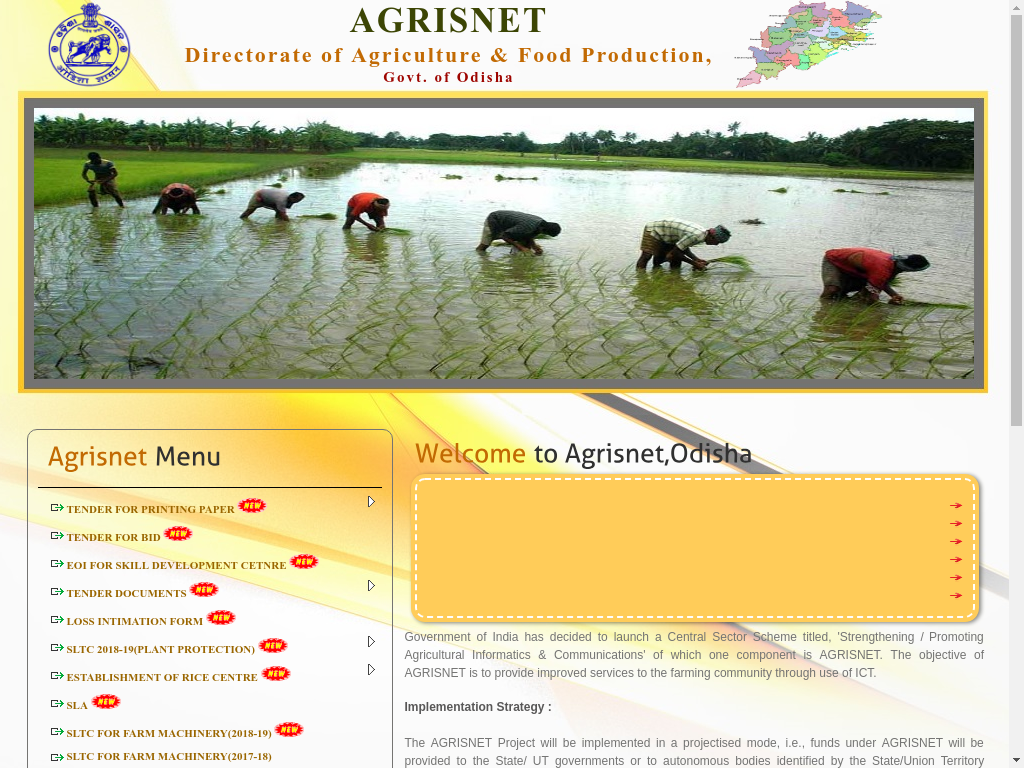 AGRISNET
Directorate of Agriculture & Food Production,
Govt. of Odisha
Agrisnet Menu
TENDER FOR PRINTING PAPER NEW
TENDER FOR BID NEW
EOI FOR SKILL DEVELOPMENT CETNRE NEW
TENDER DOCUMENTS NEW
LOSS INTIMATION FORM NEW
SLTC 2018-19(PLANT PROTECTION) NEW
ESTABLISHMENT OF RICE CENTRE NEW
SLA NEW
SLTC FOR FARM MACHINERY(2018-19) NEW
SLTC FOR FARM MACHINERY(2017-18)
Welcome to Agrisnet,Odisha
Government of India has decided to launch a Central Sector Scheme titled, 'Strengthening / Promoting
Agricultural Informatics & Communications' of which one component is AGRISNET. The objective of
AGRISNET is to provide improved services to the farming community through use of ICT.
Implementation Strategy :
The AGRISNET Project will be implemented in a projectised mode, i.e., funds under AGRISNET will be
provided to the State/ UT governments or to autonomous bodies identified by the State/Union Territory